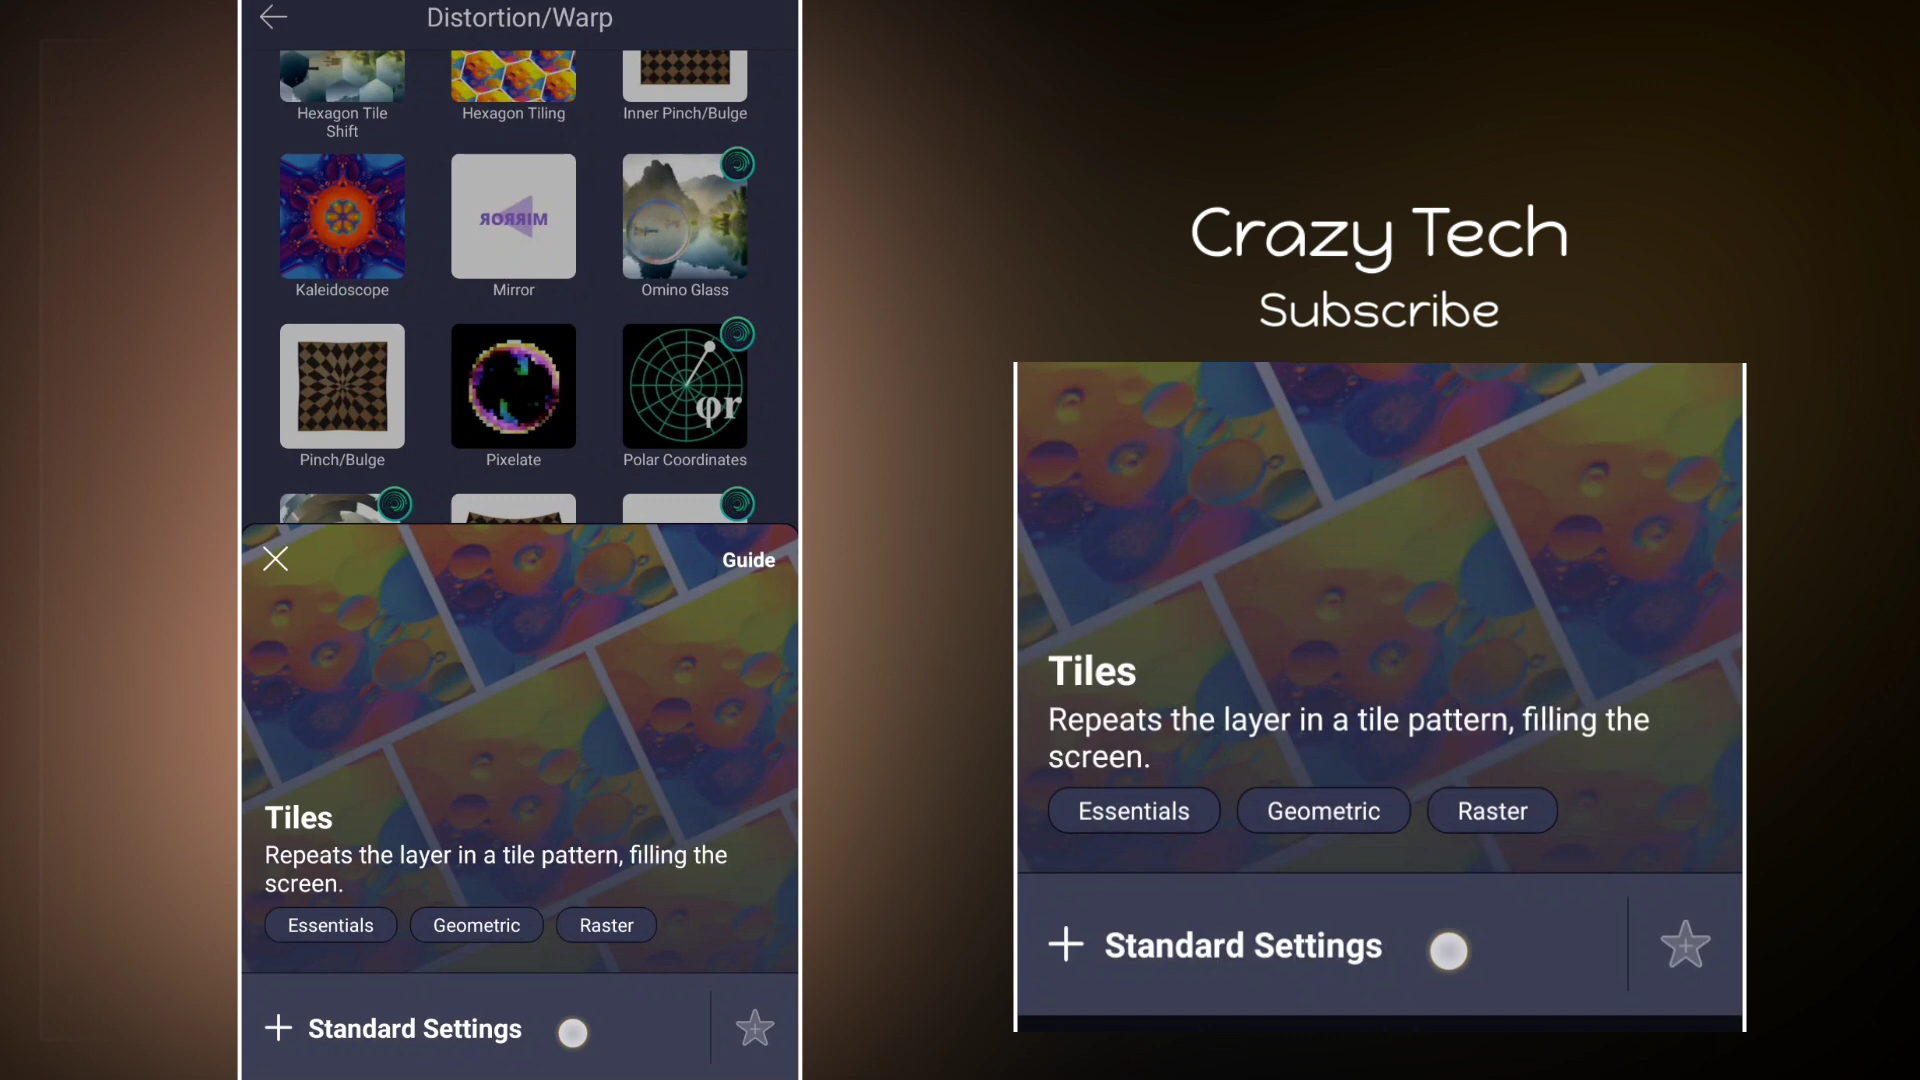 Distortion/Warp
Hexagon Tile
Shift
Hexagon Tiling
Inner Pinch/Bulge
MIRROR
Kaleidoscope
Mirror
Omino Glass
φr
Pinch/Bulge
Pixelate
Polar Coordinates
Guide
Tiles
Repeats the layer in a tile pattern, filling the
screen.
Essentials
Geometric
Raster
Standard Settings
Crazy Tech
Subscribe
Tiles
Repeats the layer in a tile pattern, filling the
screen.
Essentials
Geometric
Raster
Standard Settings